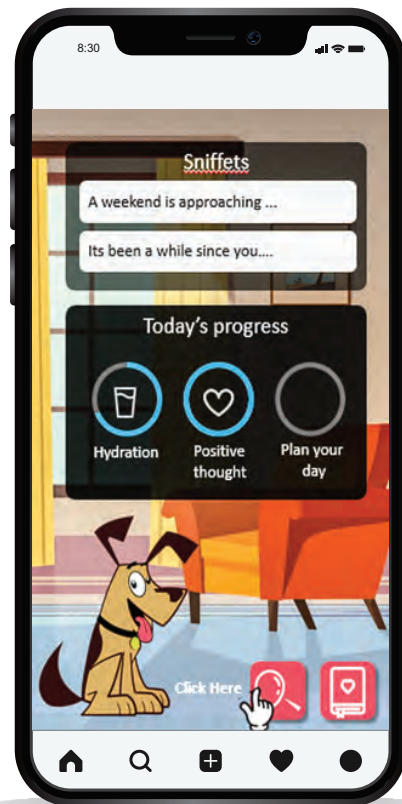 8:30
Sniffets
A weekend is approaching ...
Its been a while since you....
Today's progress
Hydration
Positive
thought
Plan your
day
Click Here